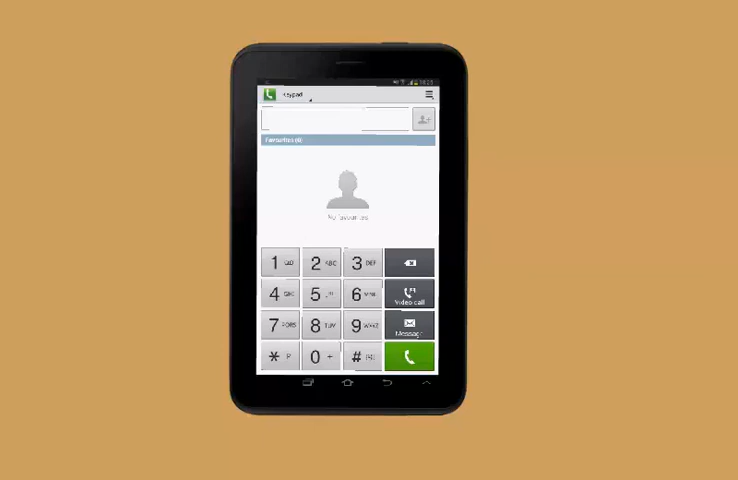 Keypad
Favourites (0)
No favourites
1
2 ABC
3 DEF
4 GHI
5
6 MNO
Video call
7 PQRS
8 TUV
9 WXYZ
Message
* P
0 +
#